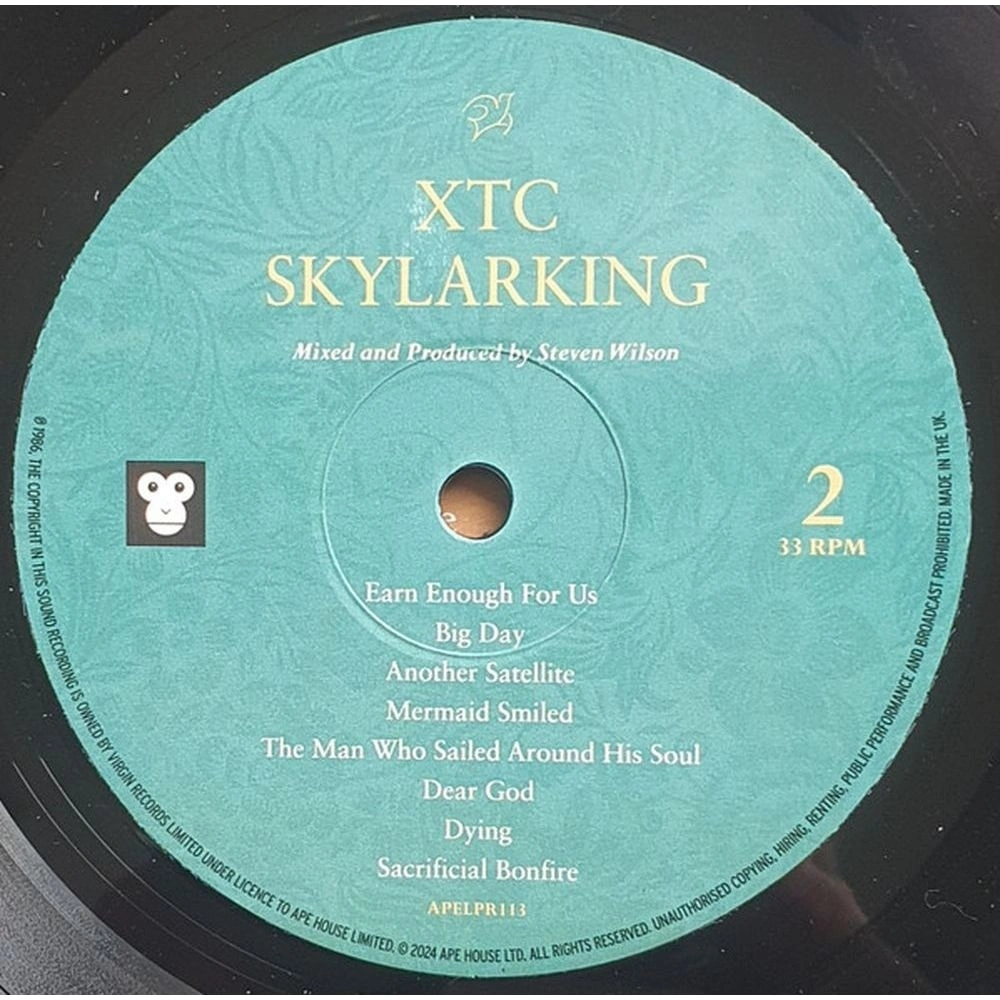 XTC
SKYLARKING
Mixed and Produced by Steven Wilson
2
33 RPM
Earn Enough For Us
Big Day
Another Satellite
Mermaid Smiled
The Man Who Sailed Around His Soul
Dear God
Dying
Sacrificial Bonfire
APELPR113
℗ 1986, THE COPYRIGHT IN THIS SOUND RECORDING IS OWNED BY VIRGIN RECORDS LIMITED UNDER LICENCE TO APE HOUSE LIMITED. © 2024 APE HOUSE LTD. ALL RIGHTS RESERVED. UNAUTHORISED COPYING, HIRING, RENTING, PUBLIC PERFORMANCE AND BROADCAST PROHIBITED. MADE IN THE UK.